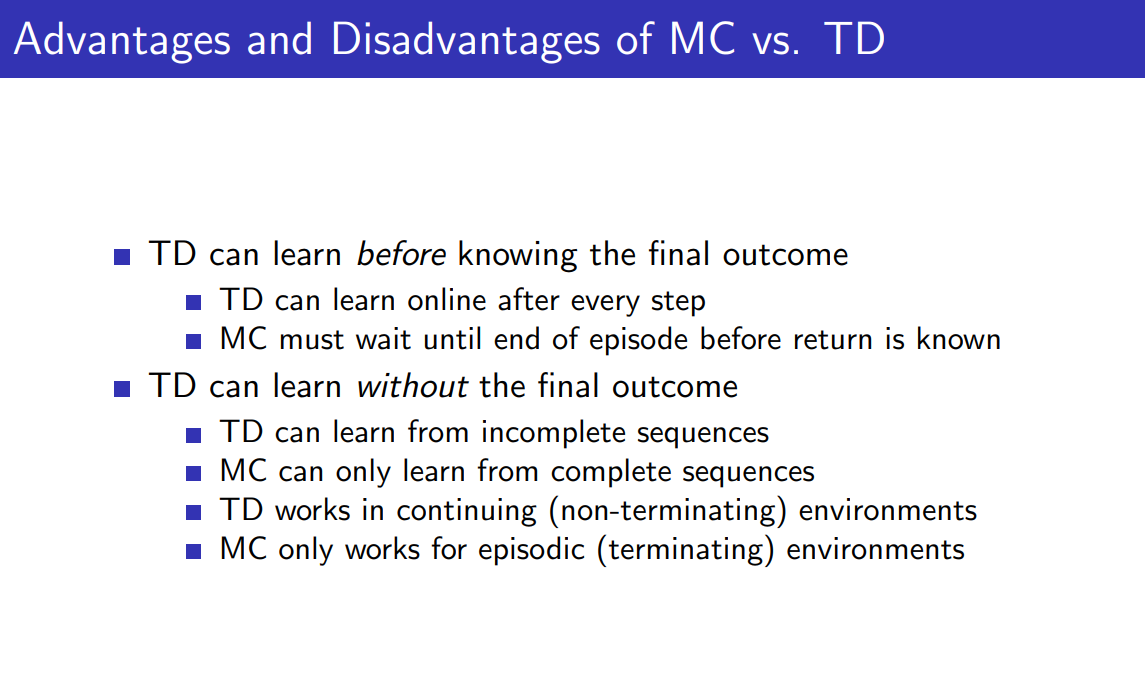 Advantages and Disadvantages of MC vs. TD
TD can learn before knowing the final outcome
TD can learn online after every step
MC must wait until end of episode before return is known
TD can learn without the final outcome
TD can learn from incomplete sequences
MC can only learn from complete sequences
TD works in continuing (non-terminating) environments
MC only works for episodic (terminating) environments